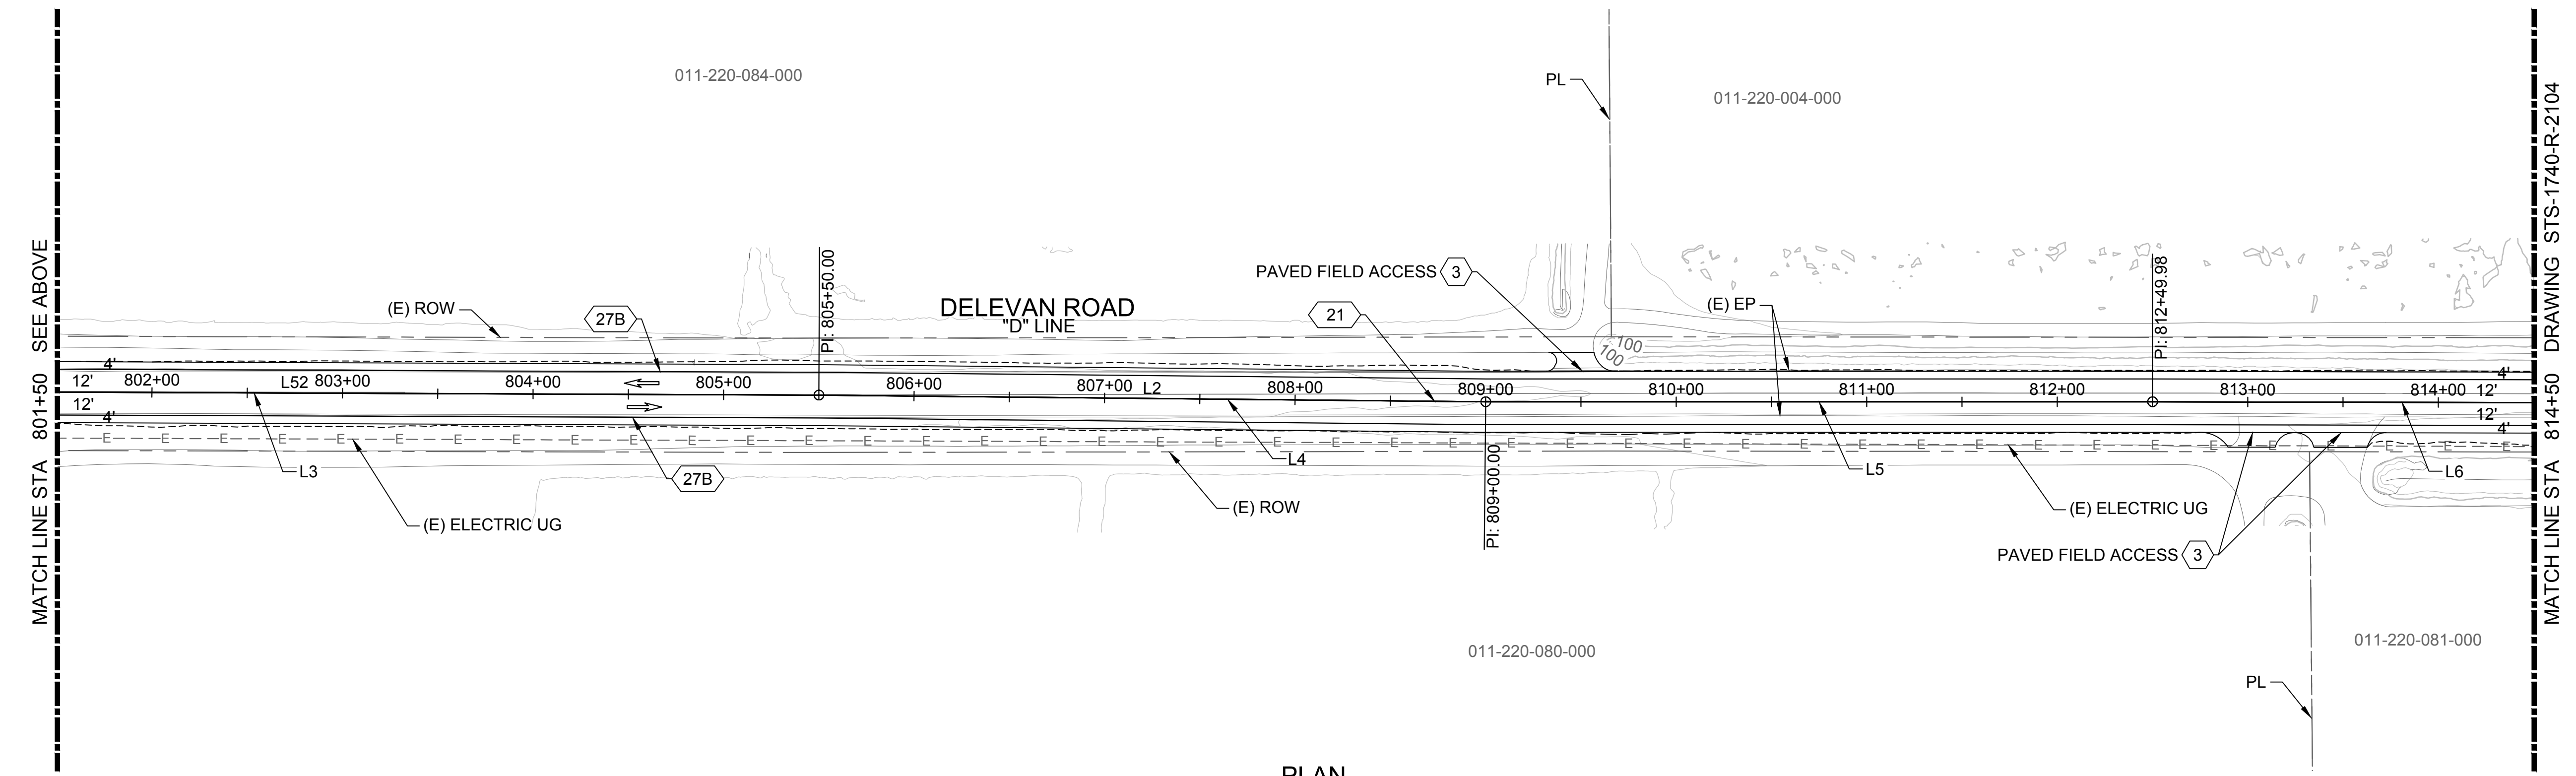 011-220-084-000
PL
011-220-004-000
MATCH LINE STA 801+50 SEE ABOVE
MATCH LINE STA 814+50 DRAWING STS-1740-R-2104
(E) ROW
27B
PI: 805+50.00
DELEVAN ROAD
"D" LINE
PAVED FIELD ACCESS 3
21
(E) EP
PI: 812+49.98
100
100
4'
12'
802+00
L52
803+00
804+00
805+00
806+00
807+00
L2
808+00
809+00
810+00
811+00
812+00
813+00
814+00
12'
4'
12'
4'
12'
4'
E E E E E E E E E E E E E E E E E E E E E E E E E E E E E E E E E E E E E E E E E E
L3
27B
(E) ELECTRIC UG
L4
(E) ROW
PI: 809+00.00
L5
(E) ELECTRIC UG
L6
PAVED FIELD ACCESS 3
011-220-080-000
011-220-081-000
PL
PLAN